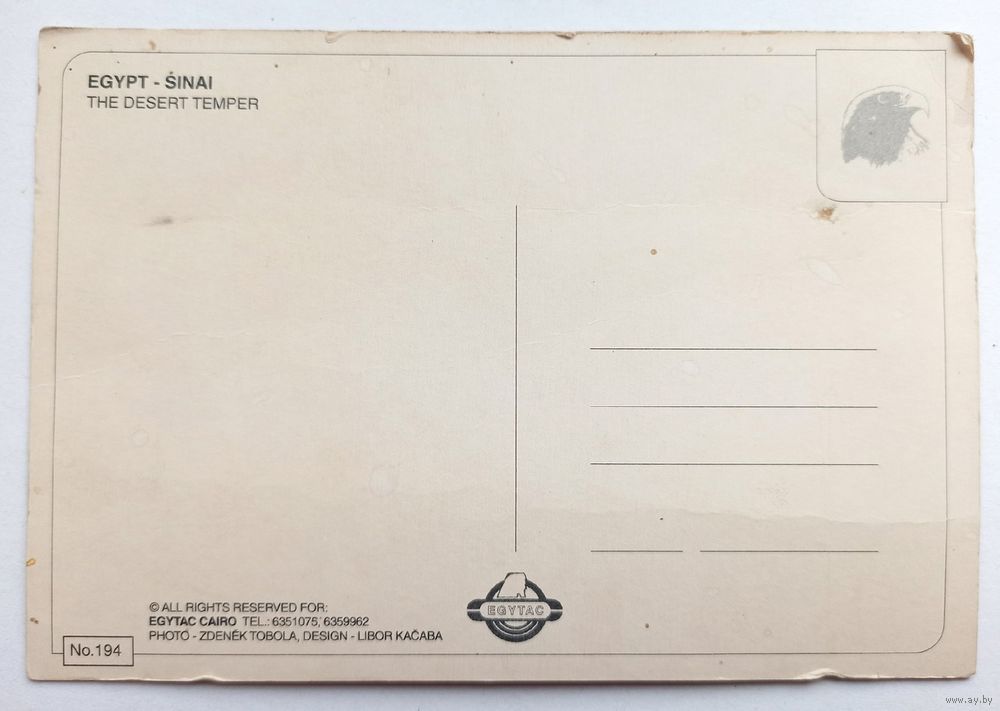 EGYPT - SINAI
THE DESERT TEMPER
© ALL RIGHTS RESERVED FOR:
EGYTAC CAIRO TEL.: 6351075, 6359962
PHOTO - ZDENĚK TOBOLA, DESIGN - LIBOR KAČABA
EGYTAC
No.194
www.ay.by